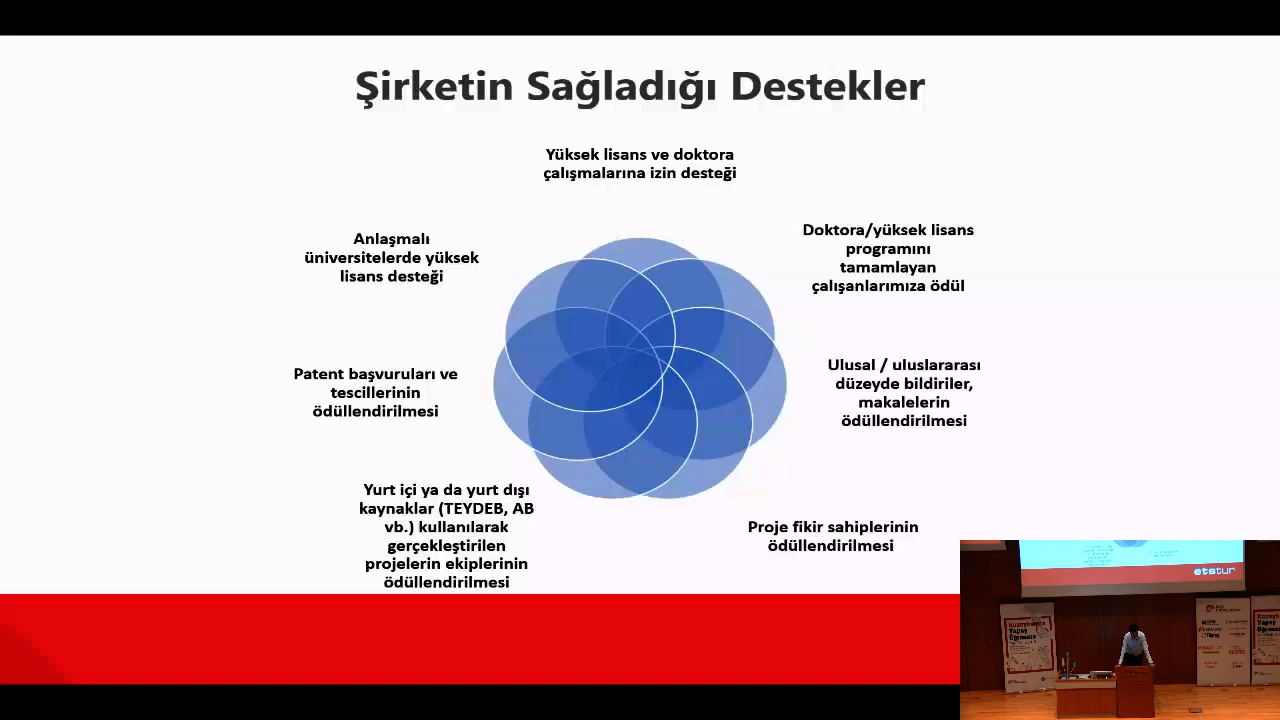 Şirketin Sağladığı Destekler
Yüksek lisans ve doktora
çalışmalarına izin desteği
Doktora/yüksek lisans
programını
tamamlayan
çalışanlarımıza ödül
Ulusal / uluslararası
düzeyde bildiriler,
makalelerin
ödüllendirilmesi
Proje fikir sahiplerinin
ödüllendirilmesi
Yurt içi ya da yurt dışı
kaynaklar (TEYDEB, AB
vb.) kullanılarak
gerçekleştirilen
projelerin ekiplerinin
ödüllendirilmesi
Patent başvuruları ve
tescillerinin
ödüllendirilmesi
Anlaşmalı
üniversitelerde yüksek
lisans desteği
etstur
Yapay
Öğrenme